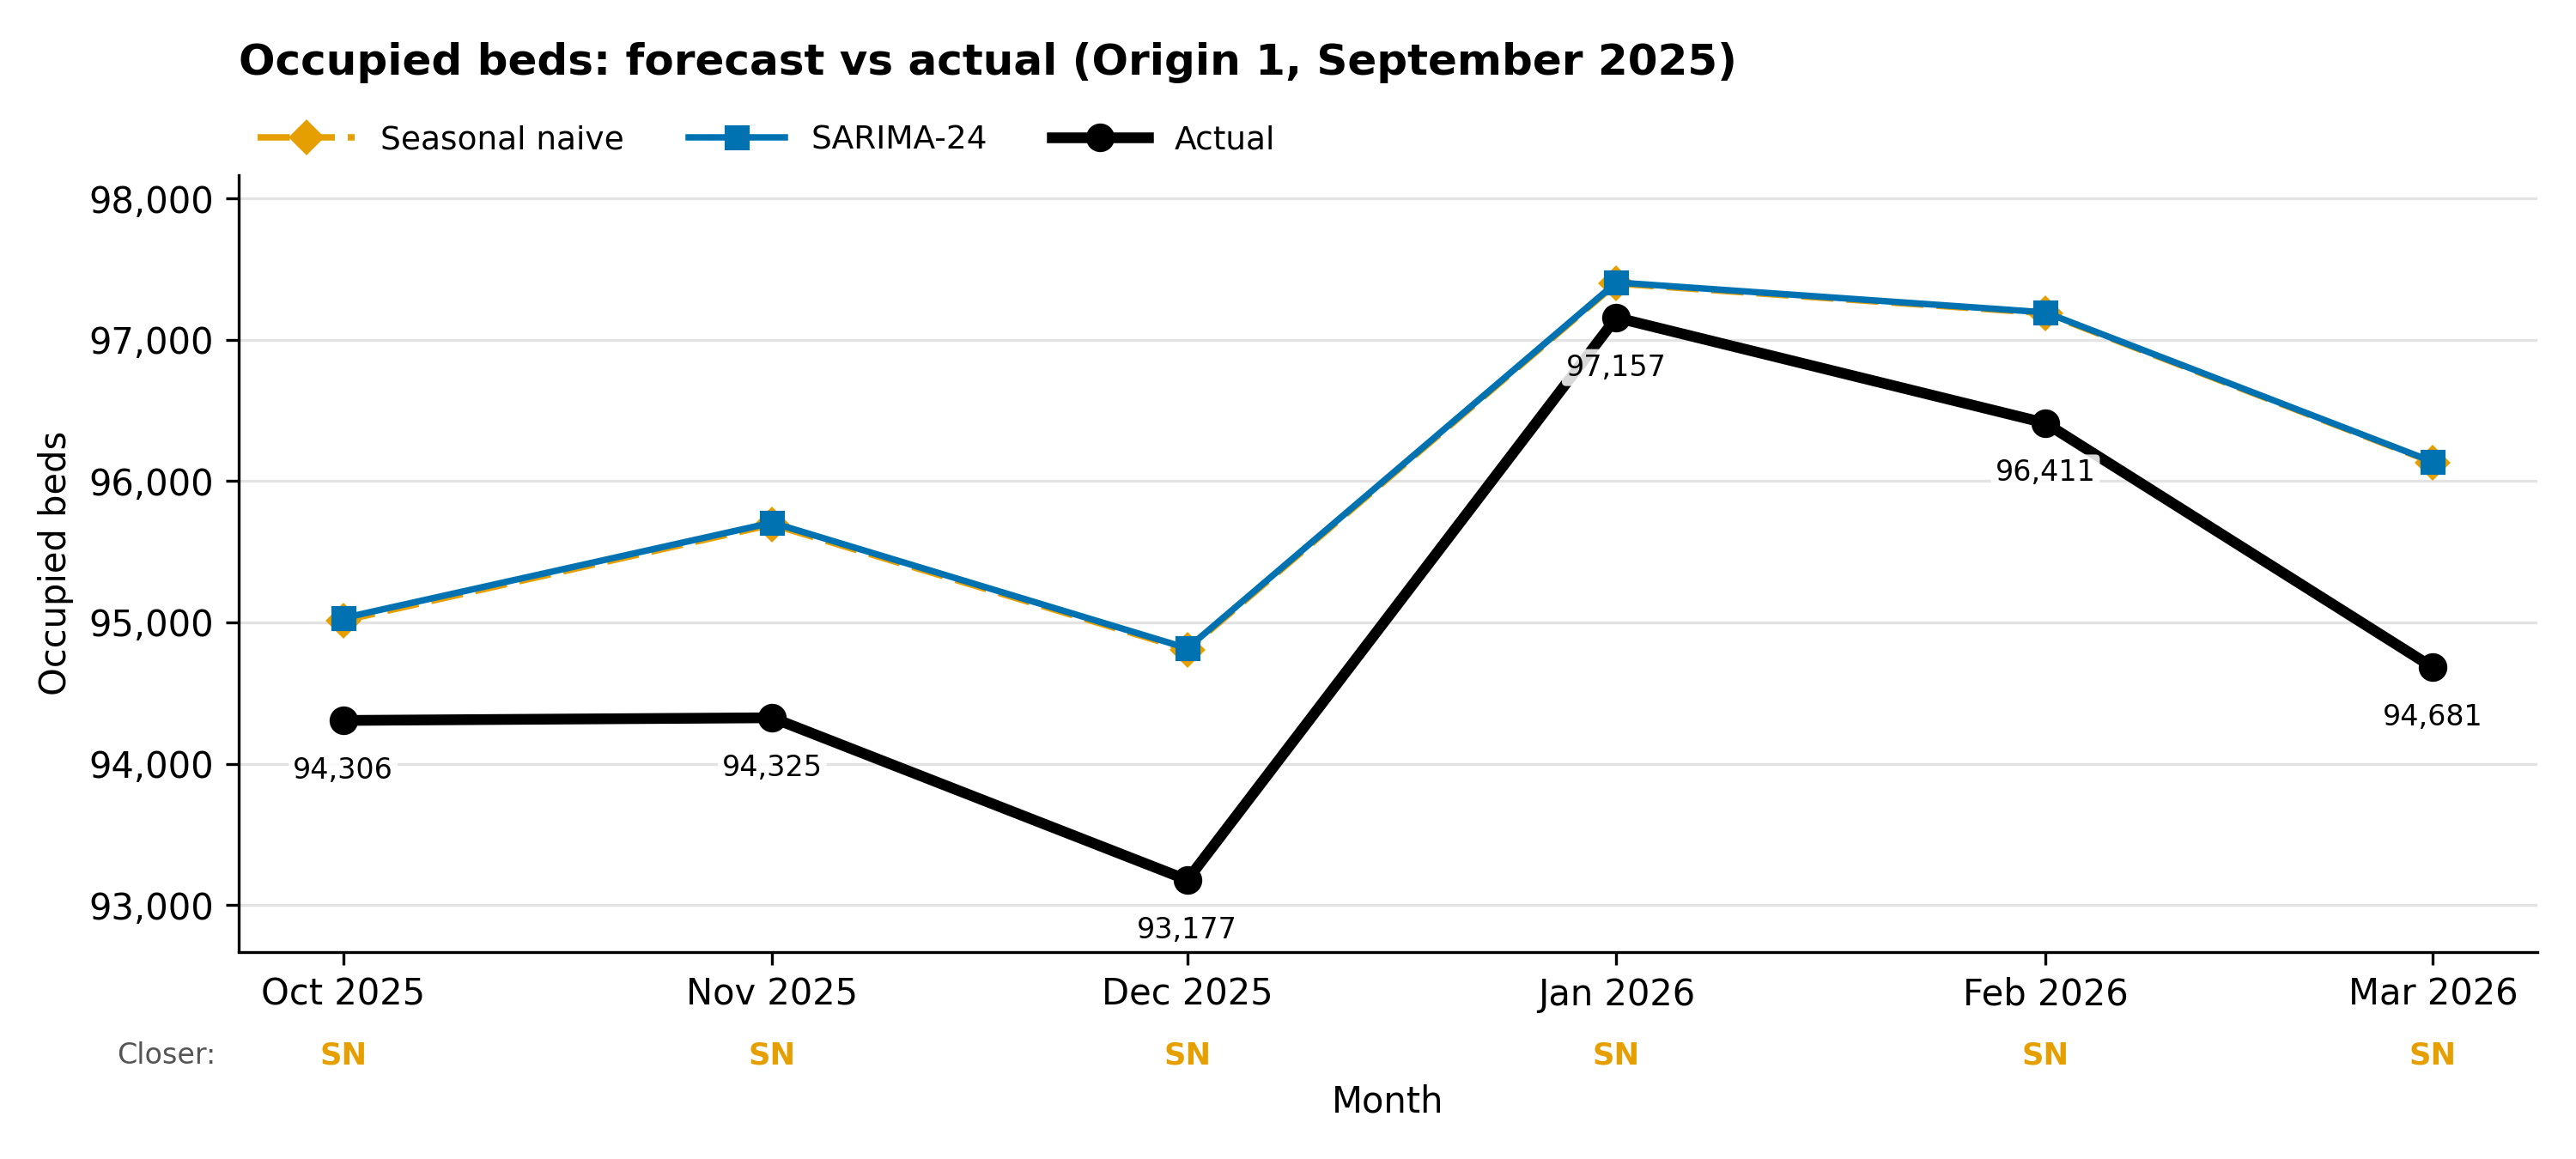 Occupied beds: forecast vs actual (Origin 1, September 2025)
Seasonal naive SARIMA-24 Actual
98,000
97,000
96,000
95,000
94,000
93,000
Occupied beds
94,306
94,325
93,177
97,157
96,411
94,681
Oct 2025 Nov 2025 Dec 2025 Jan 2026 Feb 2026 Mar 2026
Closer: SN SN SN SN SN SN
Month